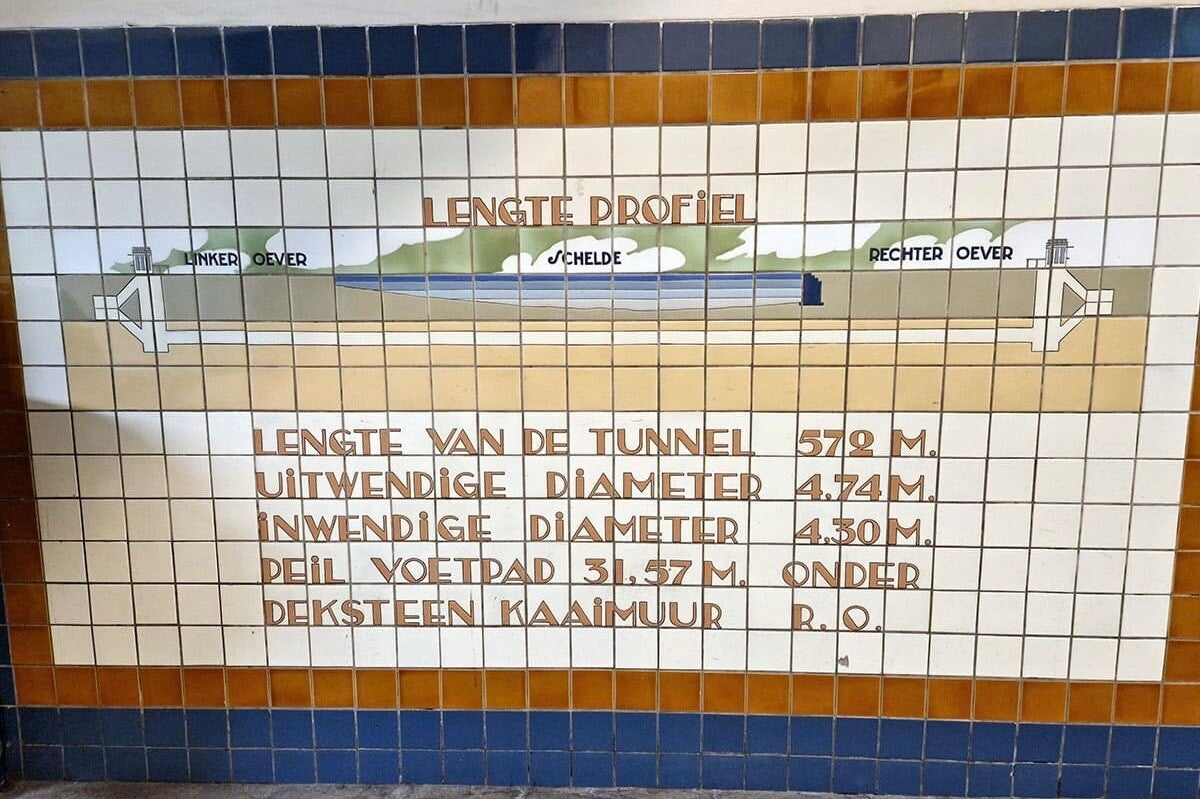 LENGTE PROFiEL
LINKER OEVER
SCHELDE
RECHTER OEVER
LENGTE VAN DE TUNNEL 572 M.
UiTWENDiGE DiAMETER 4,74 M.
iNWENDiGE DiAMETER 4,30 M.
PEiL VOETPAD 31,57 M. ONDER
DEKSTEEN KAAiMUUR R. O.